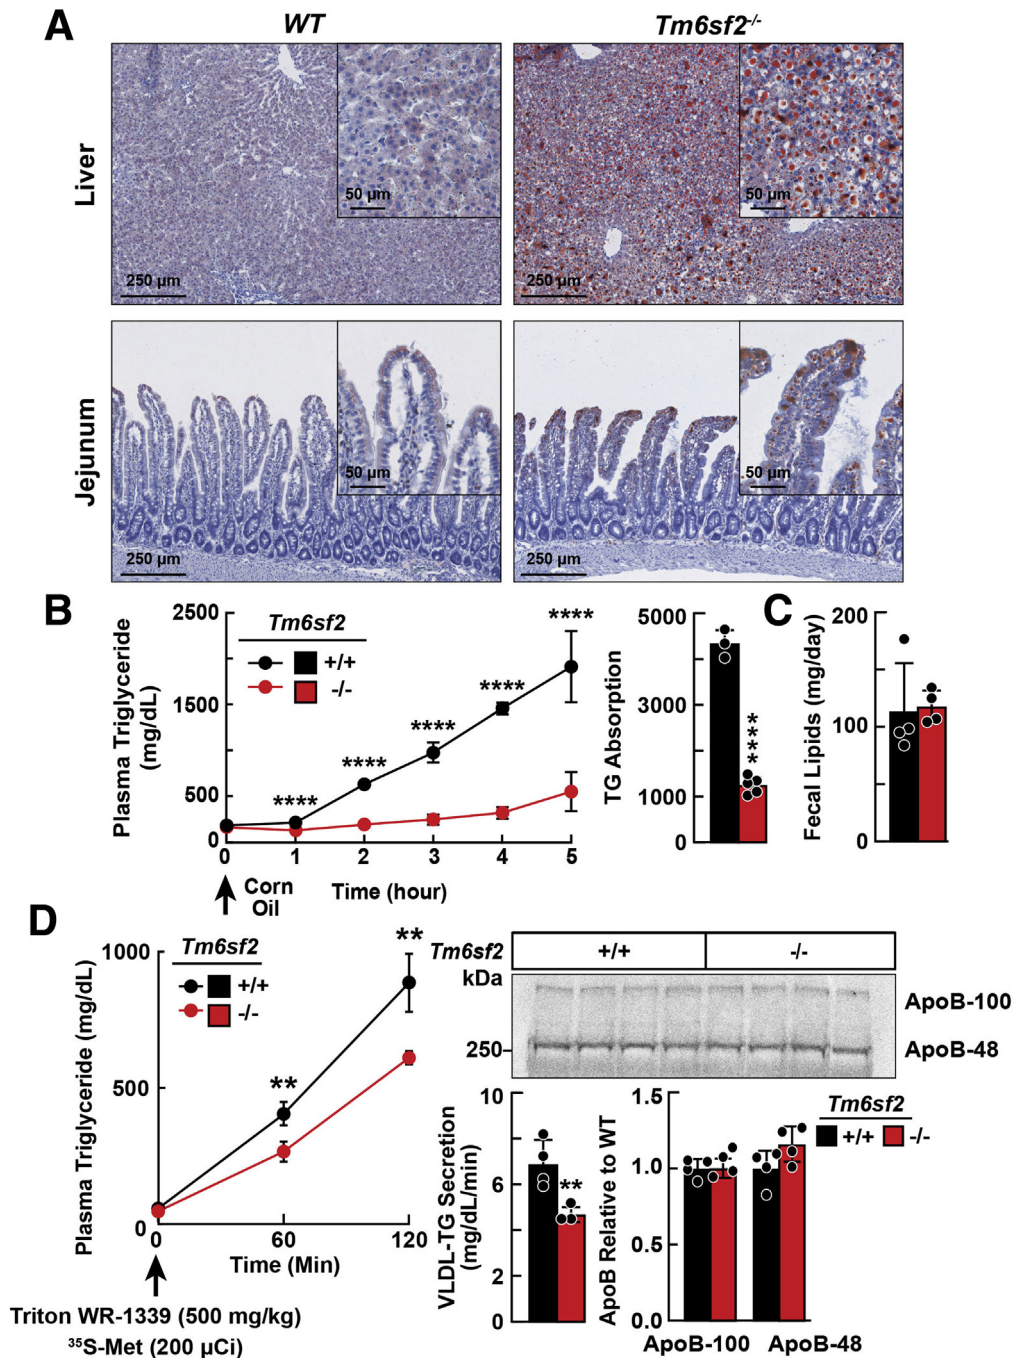 A
WT
Tm6sf2-/-
Liver
50 µm
250 µm
50 µm
250 µm
Jejunum
50 µm
250 µm
50 µm
250 µm
B
Plasma Triglyceride
(mg/dL)
2500
1500
500
0
Tm6sf2
+/+
-/-
****
****
****
****
****
0 1 2 3 4 5
Corn
Oil
Time (hour)
TG Absorption
5000
3000
1000
0
****
C
Fecal Lipids (mg/day)
200
100
0
D
Plasma Triglyceride (mg/dL)
1000
500
0
Tm6sf2
+/+
-/-
**
**
0 60 120
Time (Min)
Triton WR-1339 (500 mg/kg)
35S-Met (200 µCi)
Tm6sf2 +/+ -/-
kDa
250
ApoB-100
ApoB-48
VLDL-TG Secretion
(mg/dL/min)
10
6
2
0
**
ApoB Relative to WT
1.5
1.0
0.5
0.0
ApoB-100 ApoB-48
Tm6sf2
+/+ -/-